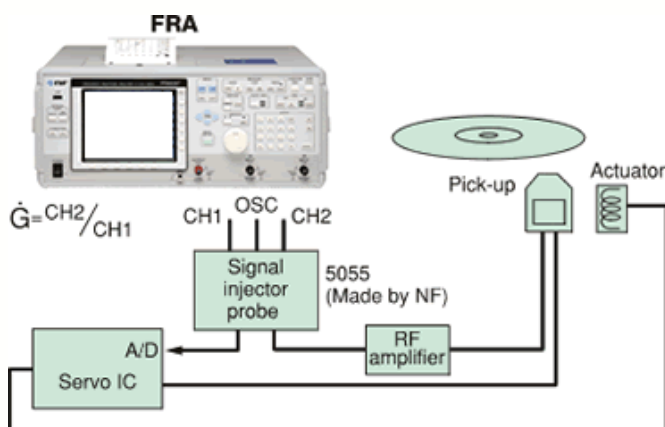 FRA
Pick-up
Actuator
Ġ=CH2/CH1
CH1
OSC
CH2
Signal
injector
probe
5055
(Made by NF)
RF
amplifier
A/D
Servo IC